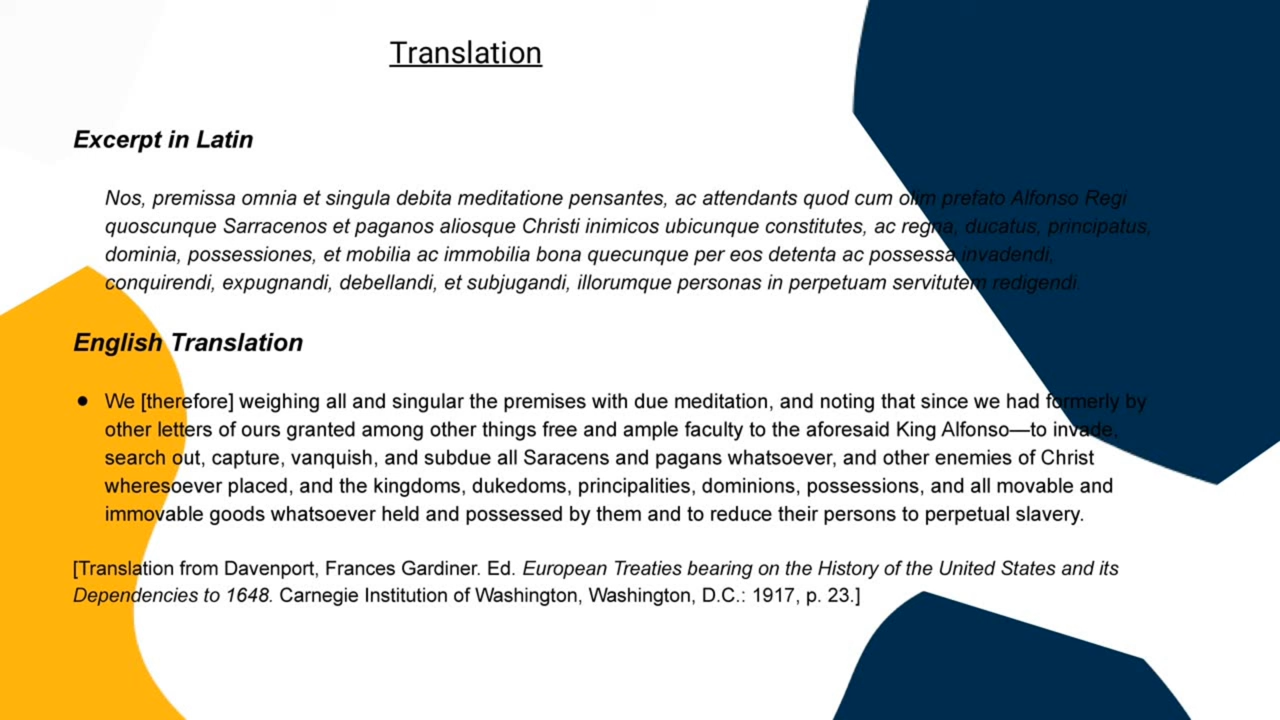 Translation
Excerpt in Latin
Nos, premissa omnia et singula debita meditatione pensantes, ac attendants quod cum olim prefato Alfonso Regi
quoscunque Sarracenos et paganos aliosque Christi inimicos ubicunque constitutes, ac regna, ducatus, principatus,
dominia, possessiones, et mobilia ac immobilia bona quecunque per eos detenta ac possessa invadendi,
conquirendi, expugnandi, debellandi, et subjugandi, illorumque personas in perpetuam servitutem redigendi.
English Translation
● We [therefore] weighing all and singular the premises with due meditation, and noting that since we had formerly by
other letters of ours granted among other things free and ample faculty to the aforesaid King Alfonso—to invade,
search out, capture, vanquish, and subdue all Saracens and pagans whatsoever, and other enemies of Christ
wheresoever placed, and the kingdoms, dukedoms, principalities, dominions, possessions, and all movable and
immovable goods whatsoever held and possessed by them and to reduce their persons to perpetual slavery.
[Translation from Davenport, Frances Gardiner. Ed. European Treaties bearing on the History of the United States and its
Dependencies to 1648. Carnegie Institution of Washington, Washington, D.C.: 1917, p. 23.]